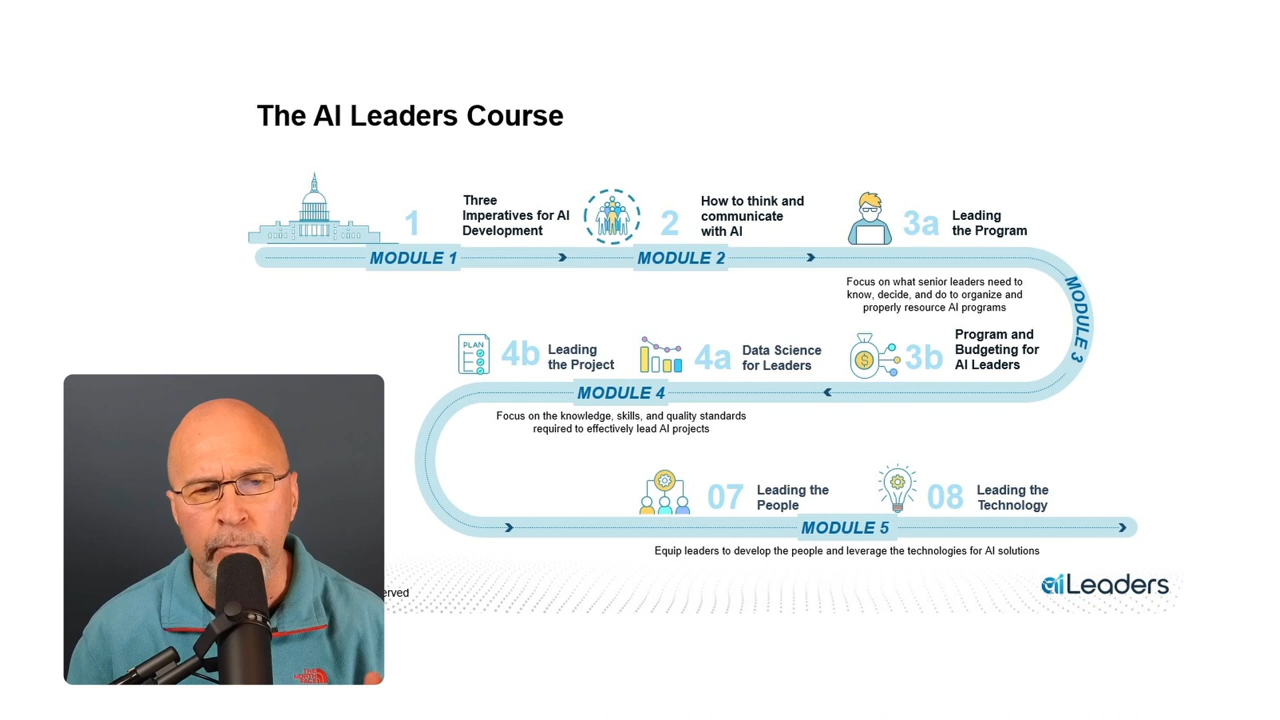 The AI Leaders Course
1
Three
Imperatives for AI
Development
2
How to think and
communicate
with AI
3a
Leading
the Program
MODULE 1
MODULE 2
MODULE 3
Focus on what senior leaders need to
know, decide, and do to organize and
properly resource AI programs
PLAN
4b
Leading
the Project
4a
Data Science
for Leaders
$
3b
Program and
Budgeting for
AI Leaders
MODULE 4
Focus on the knowledge, skills, and quality standards
required to effectively lead AI projects
07
Leading the
People
08
Leading the
Technology
MODULE 5
Equip leaders to develop the people and leverage the technologies for AI solutions
erved
aiLeaders
THE
NORTH
FACE